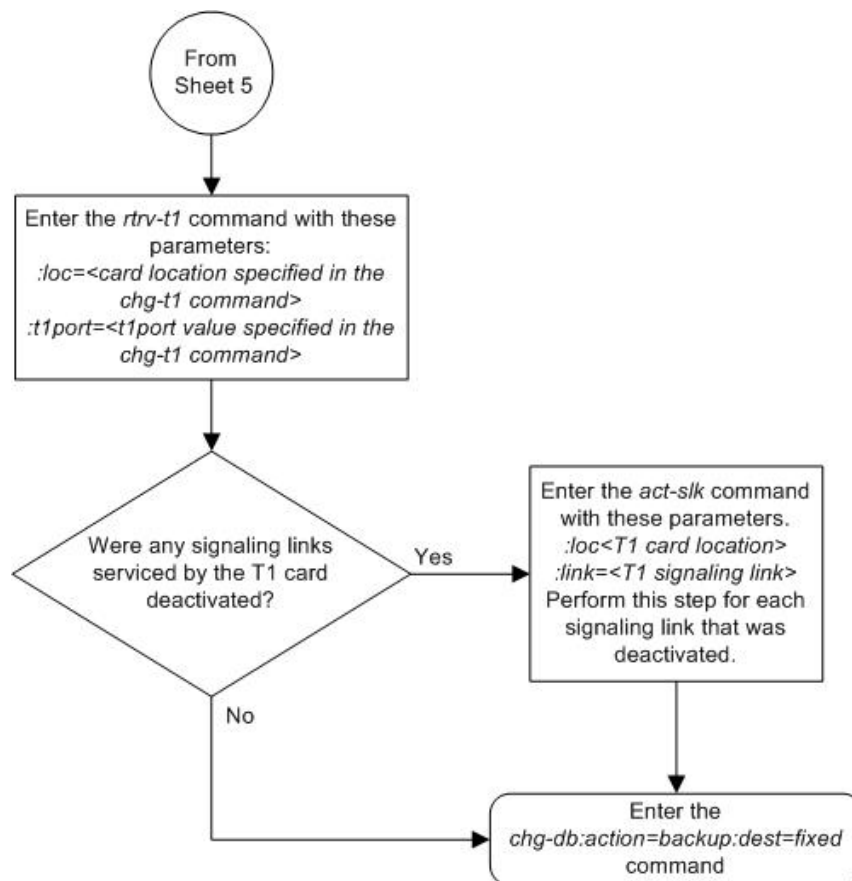 From
Sheet 5
Enter the rtrv-t1 command with these
parameters:
:loc=<card location specified in the
chg-t1 command>
:t1port=<t1port value specified in the
chg-t1 command>
Were any signaling links
serviced by the T1 card
deactivated?
Yes
Enter the act-slk command
with these parameters.
:loc<T1 card location>
:link=<T1 signaling link>
Perform this step for each
signaling link that was
deactivated.
No
Enter the
chg-db:action=backup:dest=fixed
command